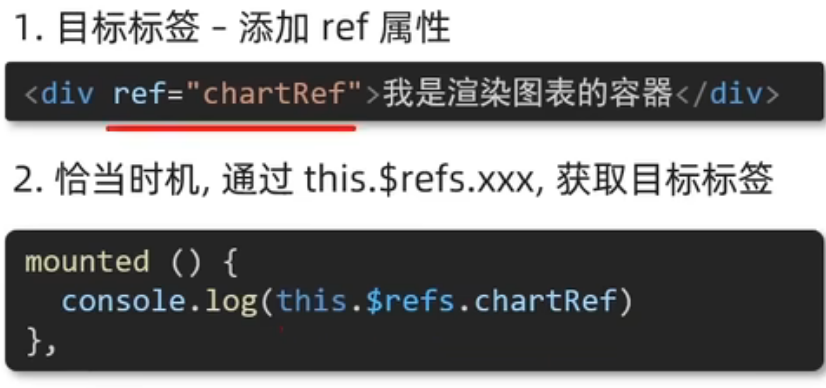 1. 目标标签 – 添加 ref 属性
<div ref="chartRef">我是渲染图表的容器</div>
2. 恰当时机, 通过 this.$refs.xxx, 获取目标标签
mounted () {
  console.log(this.$refs.chartRef)
},